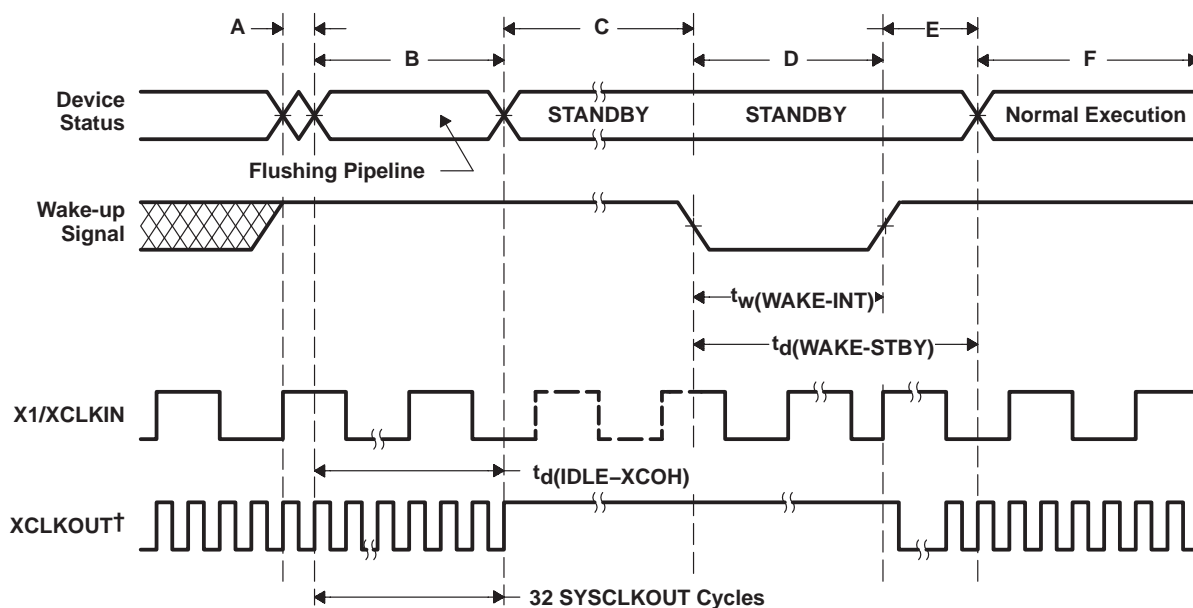 A
B
C
D
E
F
Device
Status
STANDBY
STANDBY
Normal Execution
Flushing Pipeline
Wake-up
Signal
tw(WAKE-INT)
td(WAKE-STBY)
X1/XCLKIN
td(IDLE–XCOH)
XCLKOUT†
32 SYSCLKOUT Cycles